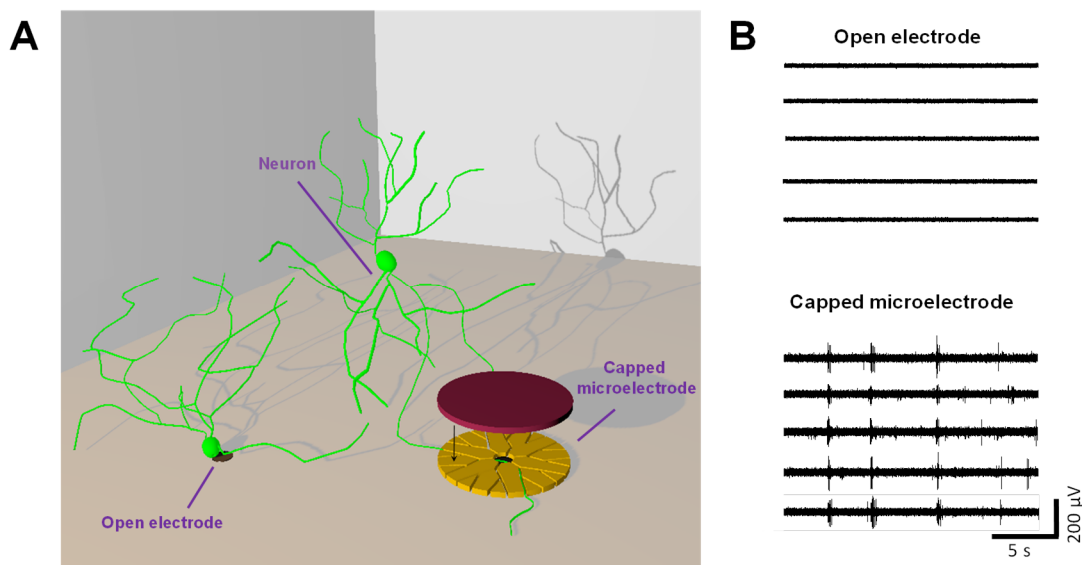 A
Neuron
Capped
microelectrode
Open electrode
B
Open electrode
Capped microelectrode
200 µV
5 s